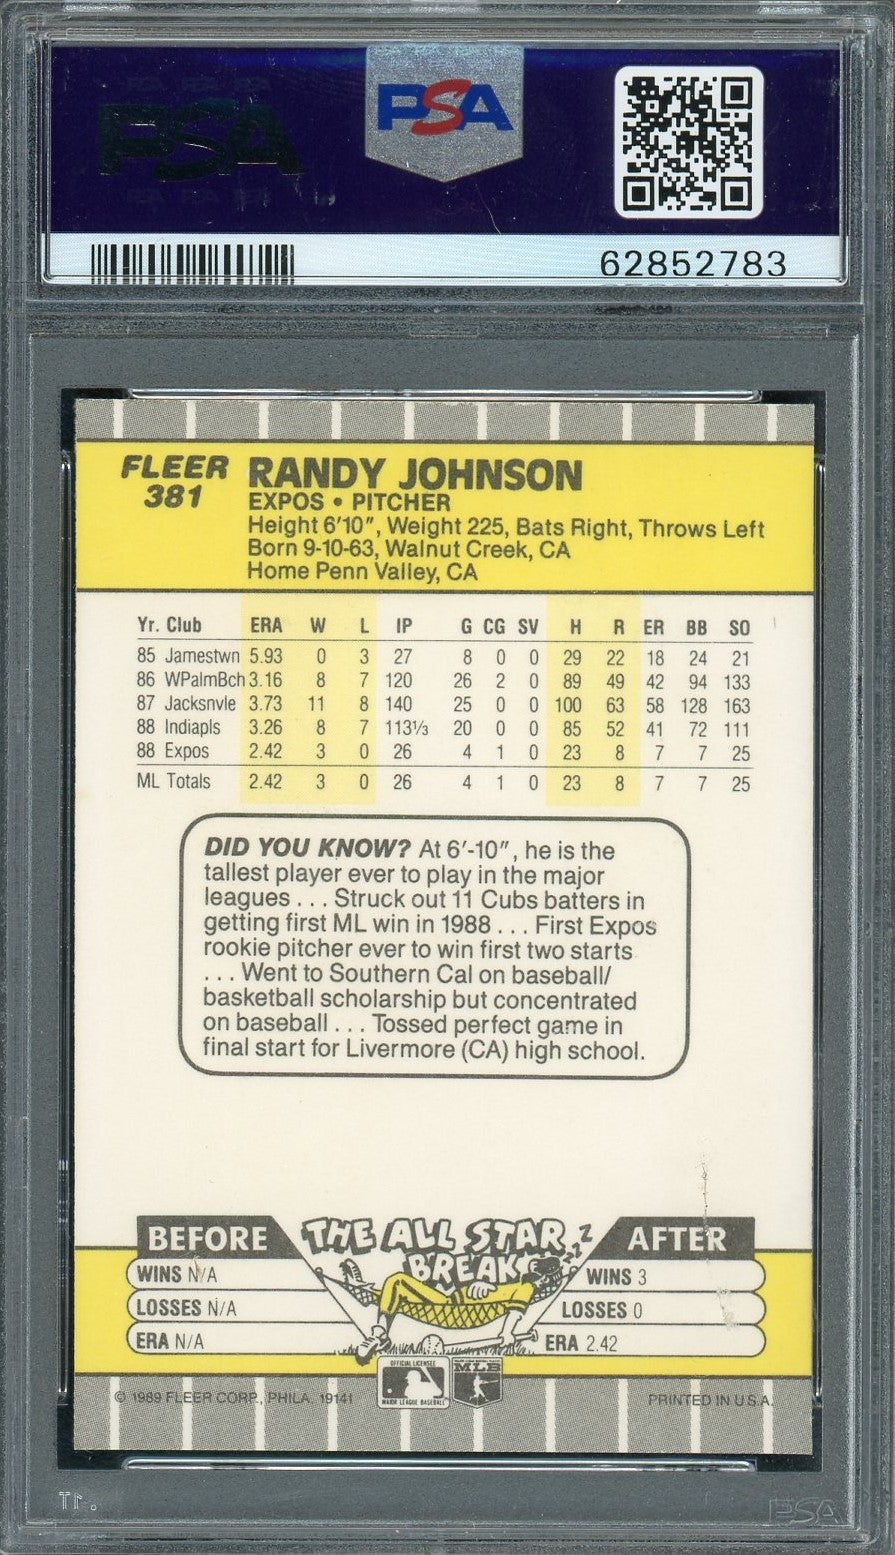 PSA
PSA
62852783
FLEER
381
RANDY JOHNSON
EXPOS • PITCHER
Height 6'10", Weight 225, Bats Right, Throws Left
Born 9-10-63, Walnut Creek, CA
Home Penn Valley, CA
Yr. Club ERA W L IP G CG SV H R ER BB SO
85 Jamestwn 5.93 0 3 27 8 0 0 29 22 18 24 21
86 WPalmBch 3.16 8 7 120 26 2 0 89 49 42 94 133
87 Jacksnvle 3.73 11 8 140 25 0 0 100 63 58 128 163
88 Indiapls 3.26 8 7 113⅓ 20 0 0 85 52 41 72 111
88 Expos 2.42 3 0 26 4 1 0 23 8 7 7 25
ML Totals 2.42 3 0 26 4 1 0 23 8 7 7 25
DID YOU KNOW? At 6'-10", he is the
tallest player ever to play in the major
leagues . . . Struck out 11 Cubs batters in
getting first ML win in 1988 . . . First Expos
rookie pitcher ever to win first two starts
. . . Went to Southern Cal on baseball/
basketball scholarship but concentrated
on baseball . . . Tossed perfect game in
final start for Livermore (CA) high school.
BEFORE THE ALL STAR BREAK ZZZ AFTER
WINS N/A WINS 3
LOSSES N/A LOSSES 0
ERA N/A ERA 2.42
OFFICIAL LICENSEE
MAJOR LEAGUE BASEBALL
© 1989 FLEER CORP., PHILA. 19141 PRINTED IN U.S.A.
PSA